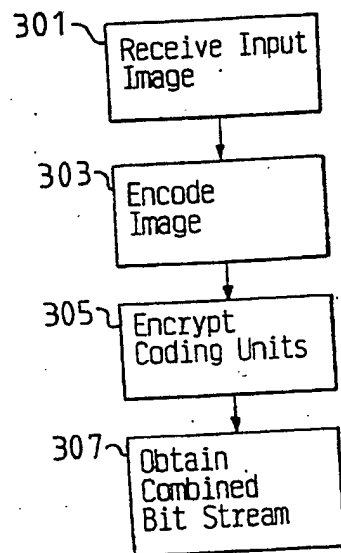 301
Receive Input
Image
303
Encode
Image
305
Encrypt
Coding Units
307
Obtain
Combined
Bit Stream